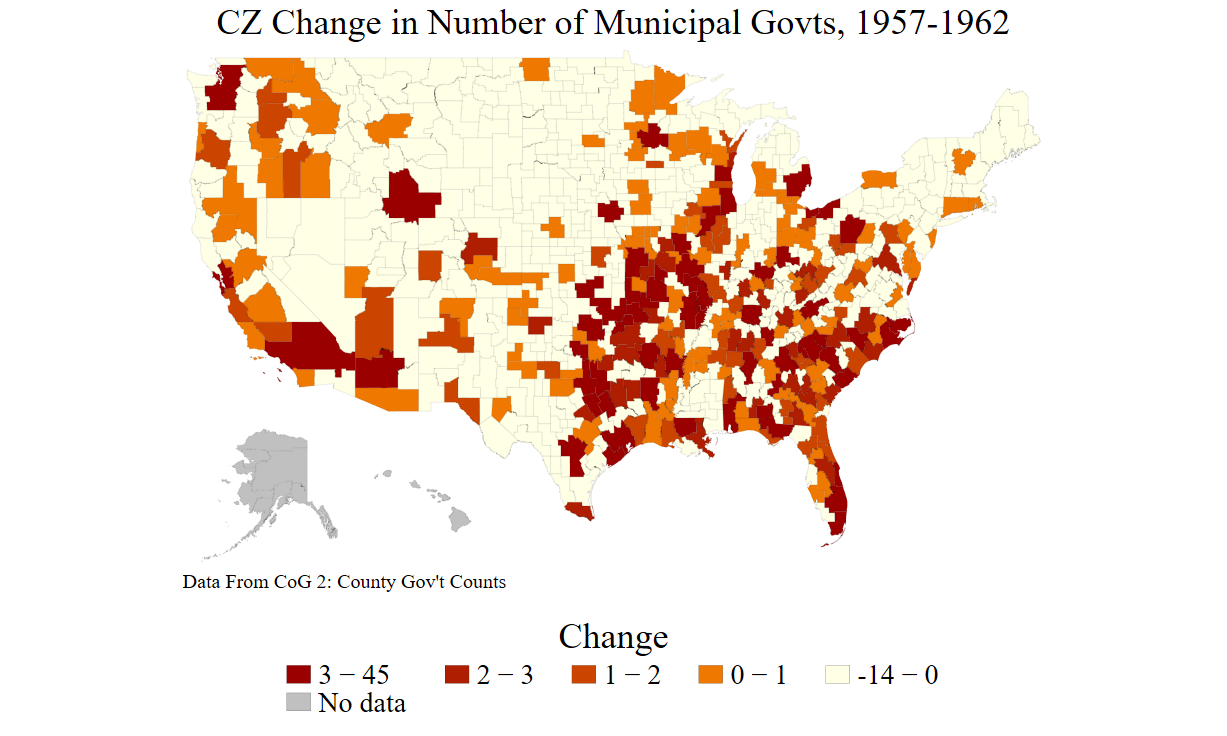 CZ Change in Number of Municipal Govts, 1957-1962
Data From CoG 2: County Gov't Counts
Change
3 − 45
2 − 3
1 − 2
0 − 1
-14 − 0
No data